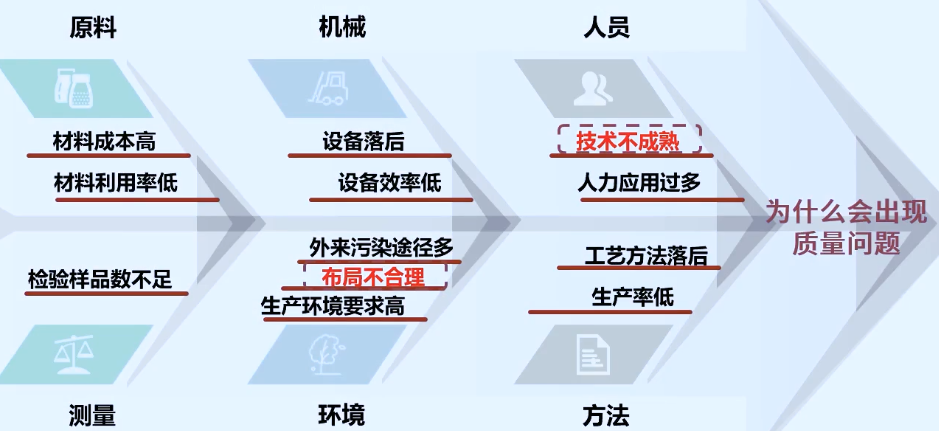 原料
机械
人员
材料成本高
设备落后
技术不成熟
材料利用率低
设备效率低
人力应用过多
为什么会出现
质量问题
外来污染途径多
工艺方法落后
检验样品数不足
布局不合理
生产环境要求高
生产率低
测量
环境
方法